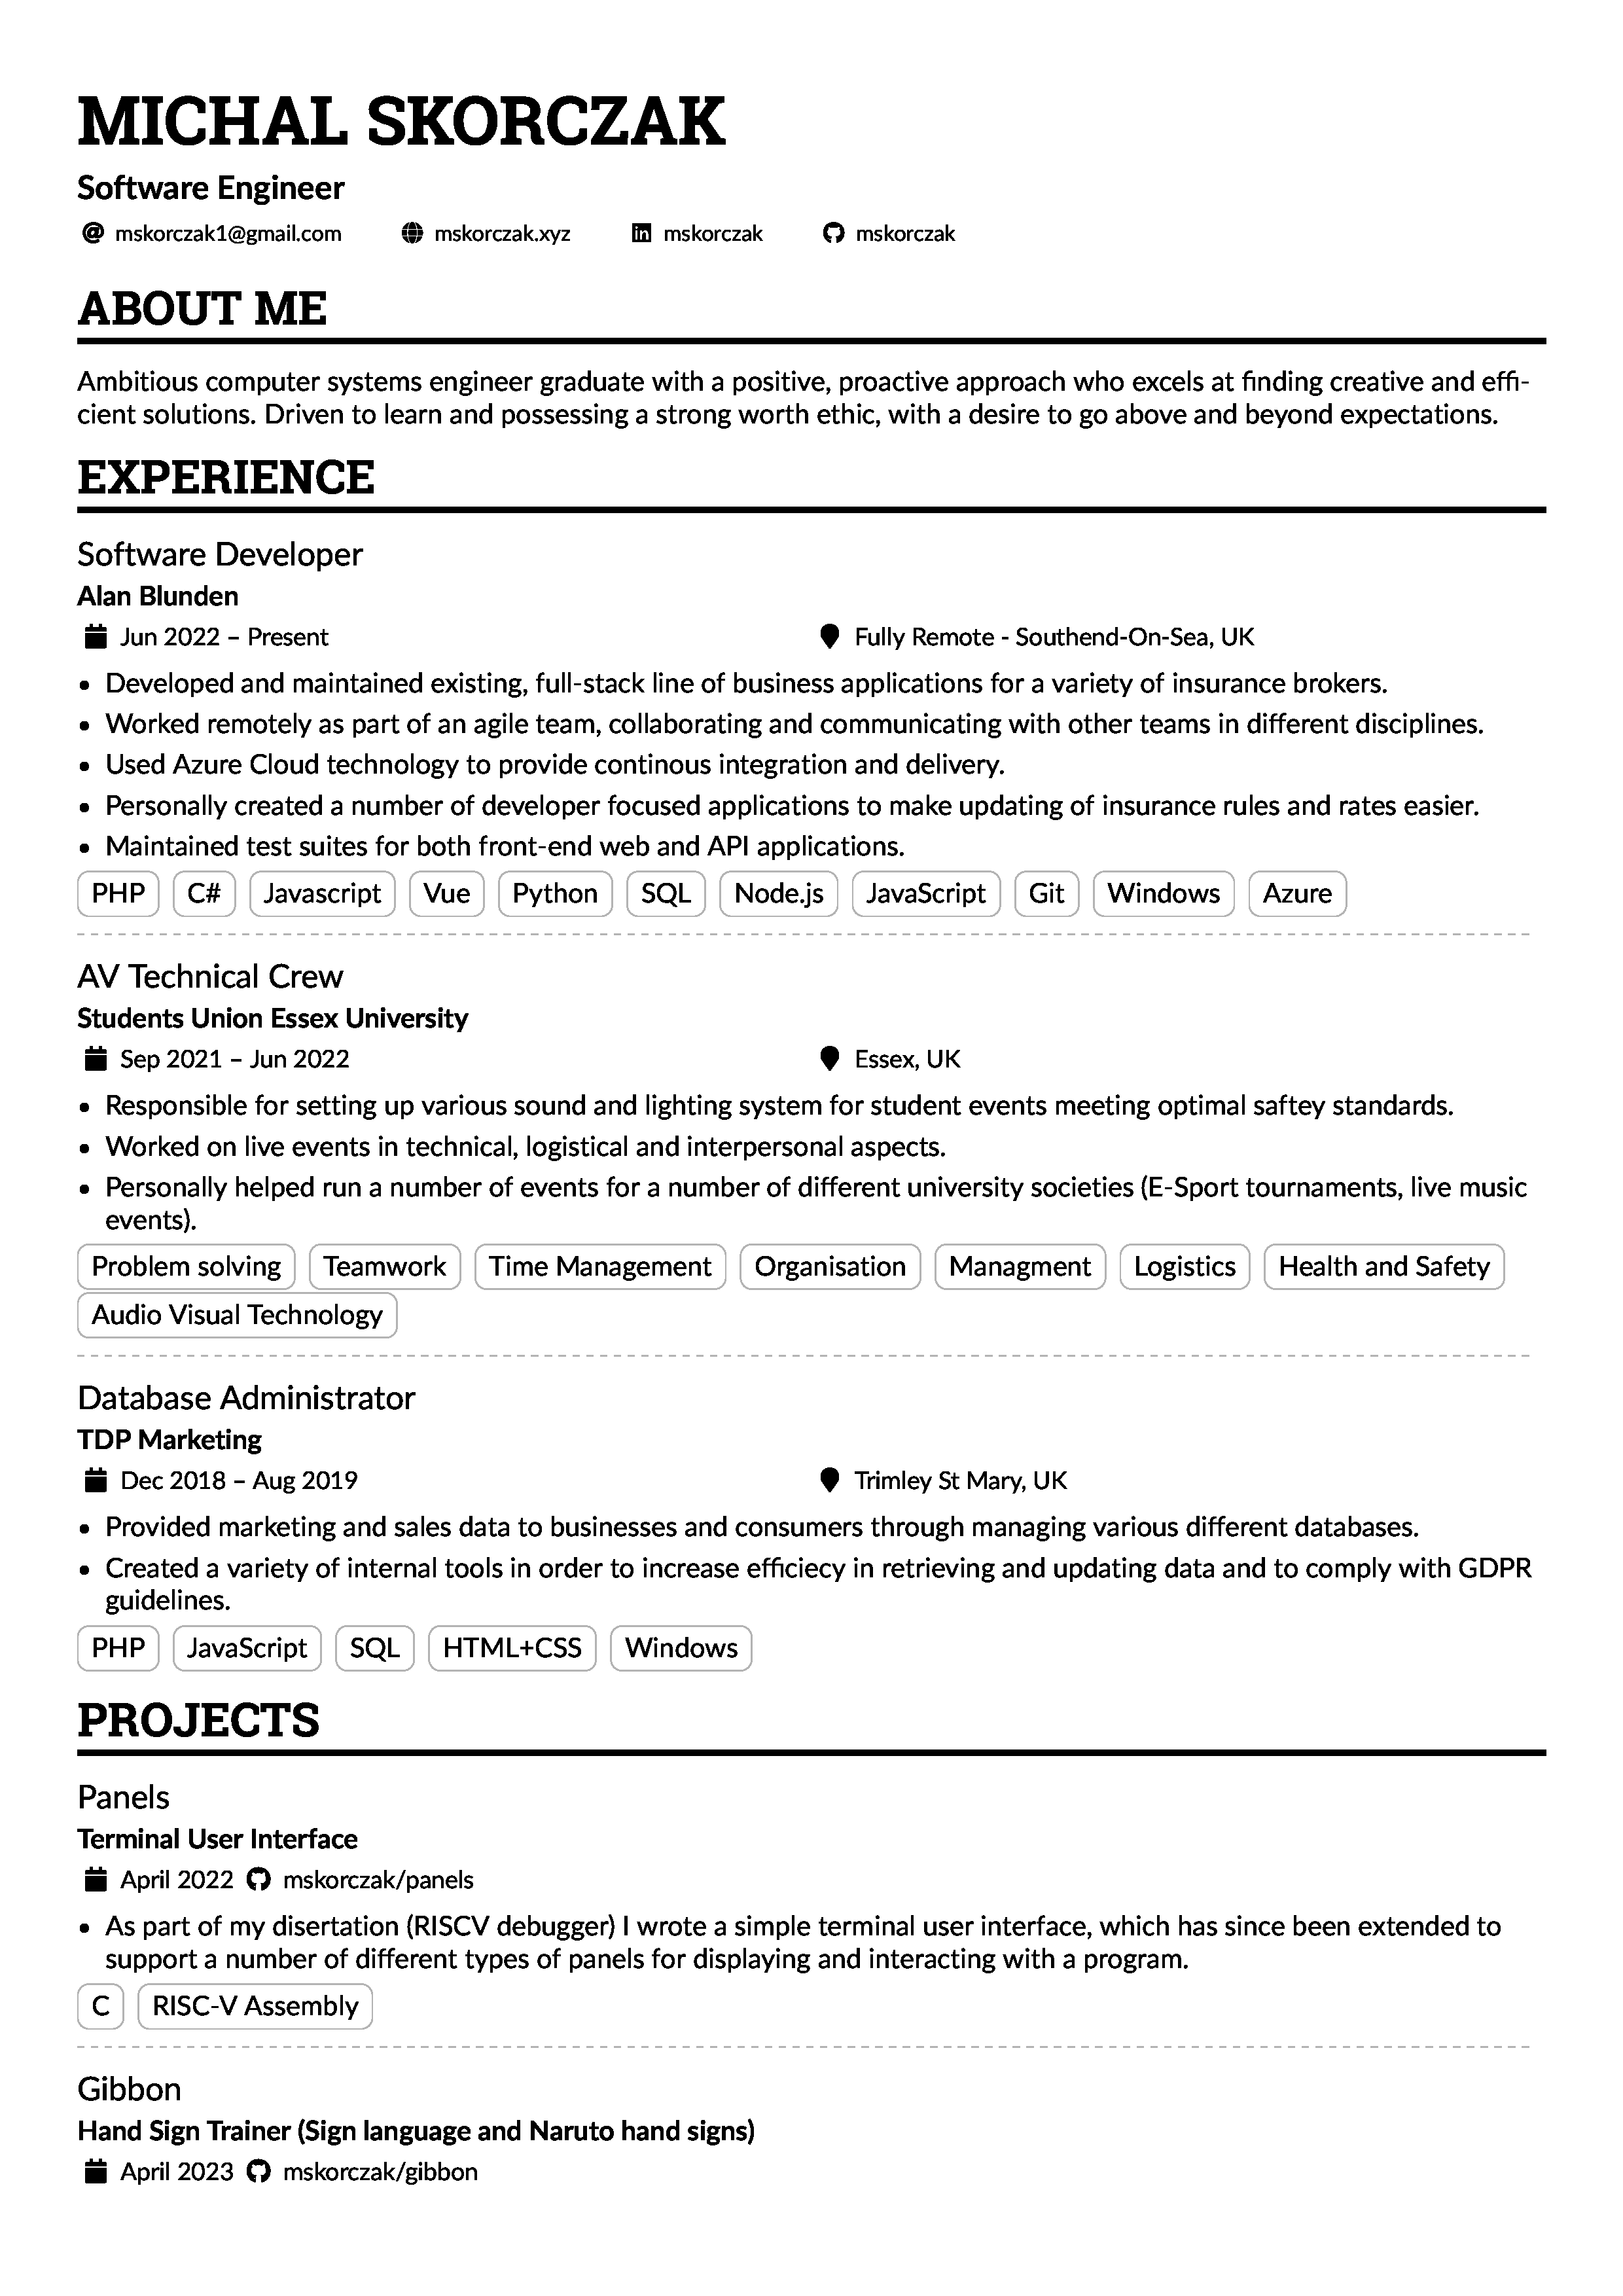 MICHAL SKORCZAK
Software Engineer
mskorczak1@gmail.com mskorczak.xyz mskorczak mskorczak
ABOUT ME
Ambitious computer systems engineer graduate with a positive, proactive approach who excels at finding creative and effi-
cient solutions. Driven to learn and possessing a strong worth ethic, with a desire to go above and beyond expectations.
EXPERIENCE
Software Developer
Alan Blunden
Jun 2022 – Present Fully Remote - Southend-On-Sea, UK
• Developed and maintained existing, full-stack line of business applications for a variety of insurance brokers.
• Worked remotely as part of an agile team, collaborating and communicating with other teams in different disciplines.
• Used Azure Cloud technology to provide continous integration and delivery.
• Personally created a number of developer focused applications to make updating of insurance rules and rates easier.
• Maintained test suites for both front-end web and API applications.
PHP C# Javascript Vue Python SQL Node.js JavaScript Git Windows Azure
AV Technical Crew
Students Union Essex University
Sep 2021 – Jun 2022 Essex, UK
• Responsible for setting up various sound and lighting system for student events meeting optimal saftey standards.
• Worked on live events in technical, logistical and interpersonal aspects.
• Personally helped run a number of events for a number of different university societies (E-Sport tournaments, live music
events).
Problem solving Teamwork Time Management Organisation Managment Logistics Health and Safety
Audio Visual Technology
Database Administrator
TDP Marketing
Dec 2018 – Aug 2019 Trimley St Mary, UK
• Provided marketing and sales data to businesses and consumers through managing various different databases.
• Created a variety of internal tools in order to increase efficiecy in retrieving and updating data and to comply with GDPR
guidelines.
PHP JavaScript SQL HTML+CSS Windows
PROJECTS
Panels
Terminal User Interface
April 2022 mskorczak/panels
• As part of my disertation (RISCV debugger) I wrote a simple terminal user interface, which has since been extended to
support a number of different types of panels for displaying and interacting with a program.
C RISC-V Assembly
Gibbon
Hand Sign Trainer (Sign language and Naruto hand signs)
April 2023 mskorczak/gibbon